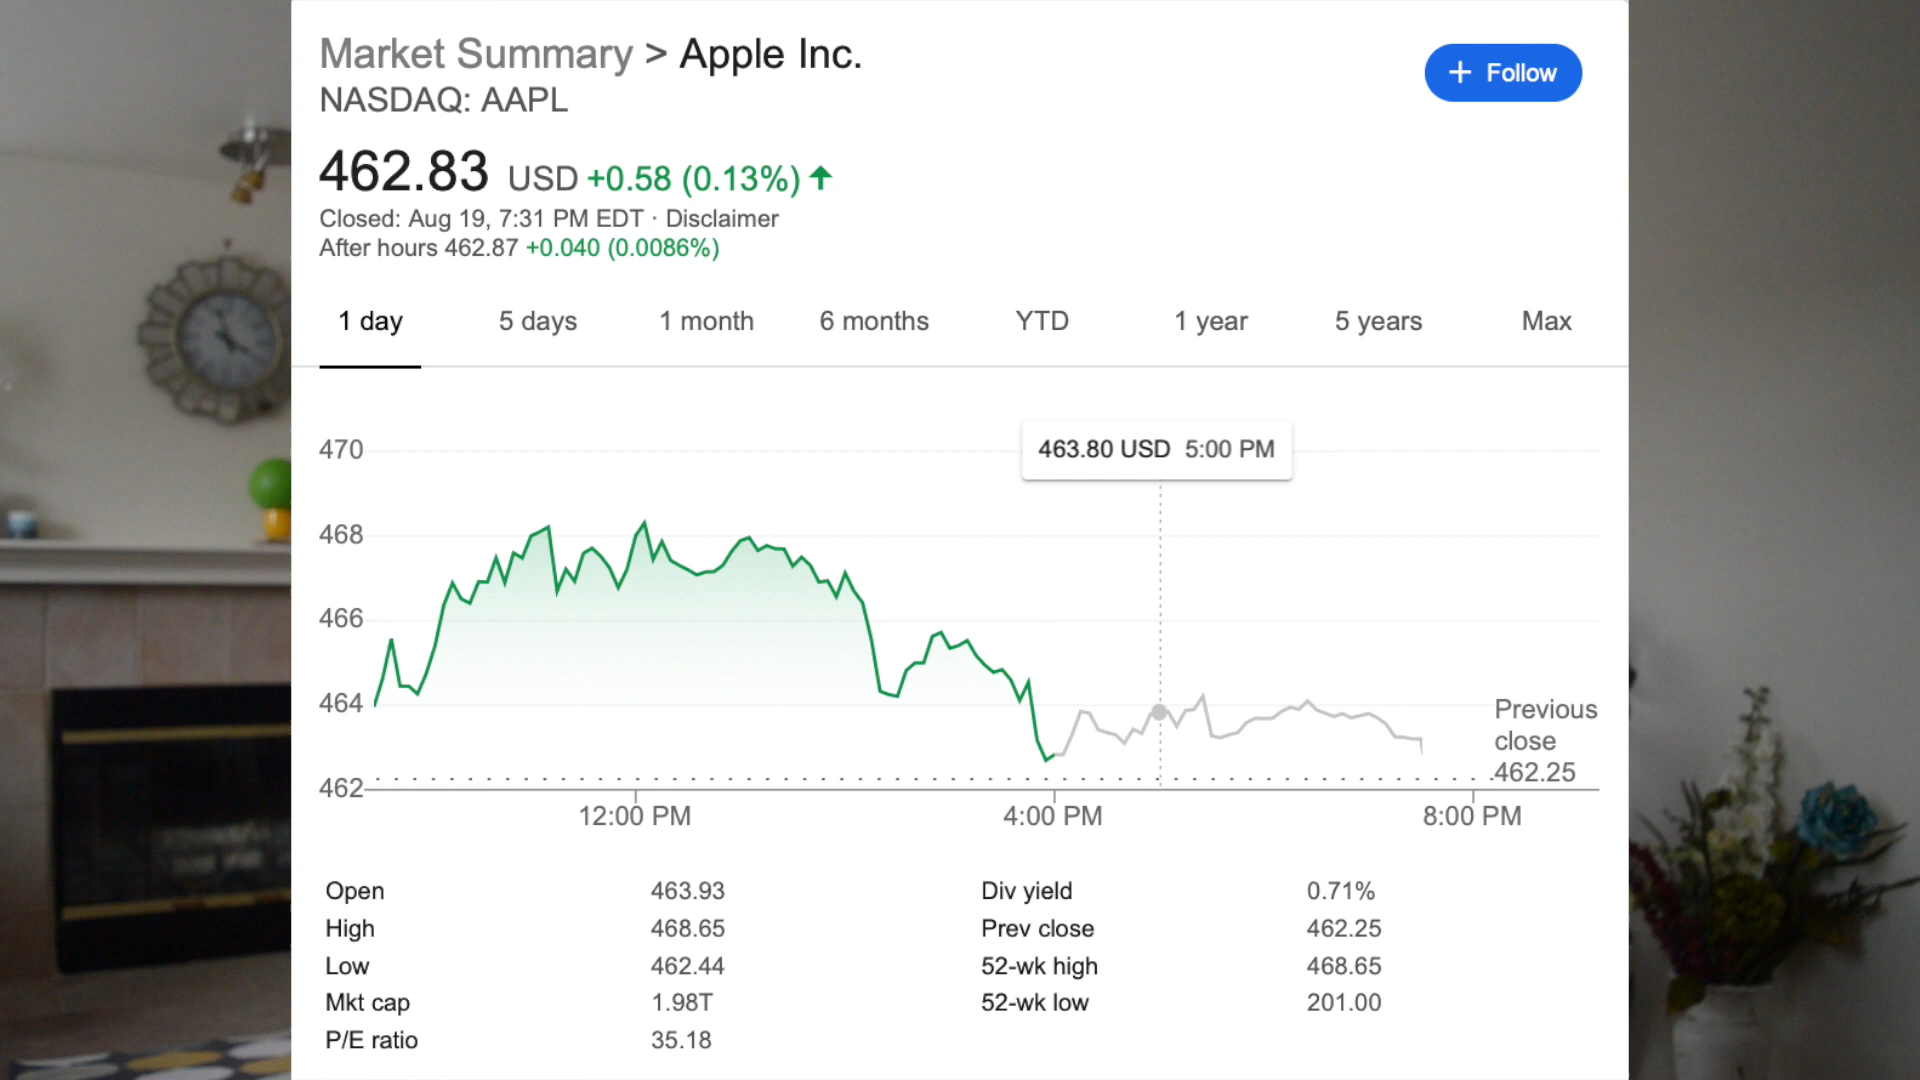 Market Summary > Apple Inc.
+ Follow
NASDAQ: AAPL
462.83 USD +0.58 (0.13%)
Closed: Aug 19, 7:31 PM EDT · Disclaimer
After hours 462.87 +0.040 (0.0086%)
1 day 5 days 1 month 6 months YTD 1 year 5 years Max
463.80 USD 5:00 PM
470
468
466
464
462
Previous
close
462.25
12:00 PM 4:00 PM 8:00 PM
Open 463.93 Div yield 0.71%
High 468.65 Prev close 462.25
Low 462.44 52-wk high 468.65
Mkt cap 1.98T 52-wk low 201.00
P/E ratio 35.18